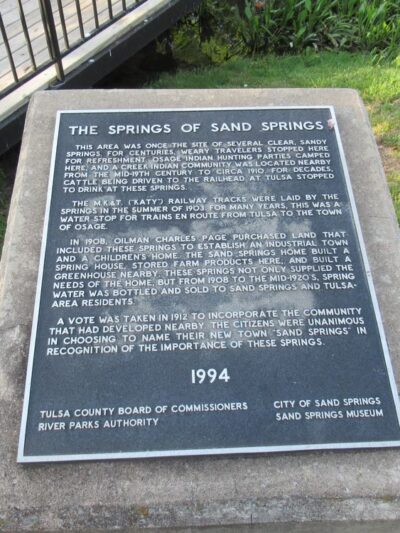 THE SPRINGS OF SAND SPRINGS
THIS AREA WAS ONCE THE SITE OF SEVERAL CLEAR, SANDY
SPRINGS. FOR CENTURIES, WEARY TRAVELERS STOPPED HERE
FOR REFRESHMENT. OSAGE INDIAN HUNTING PARTIES CAMPED
HERE, AND A CREEK INDIAN COMMUNITY WAS LOCATED NEARBY
FROM THE MID-19TH CENTURY TO CIRCA 1910. FOR DECADES,
CATTLE BEING DRIVEN TO THE RAILHEAD AT TULSA STOPPED
TO DRINK AT THESE SPRINGS.
THE M.K.&T. ("KATY") RAILWAY TRACKS WERE LAID BY THE
SPRINGS IN THE SUMMER OF 1903. FOR MANY YEARS, THIS WAS A
WATER STOP FOR TRAINS EN ROUTE FROM TULSA TO THE TOWN
OF OSAGE.
IN 1908, OILMAN CHARLES PAGE PURCHASED LAND THAT
INCLUDED THESE SPRINGS TO ESTABLISH AN INDUSTRIAL TOWN
AND A CHILDREN'S HOME. THE SAND SPRINGS HOME BUILT A
SPRING HOUSE, STORED FARM PRODUCTS HERE, AND BUILT A
GREENHOUSE NEARBY. THESE SPRINGS NOT ONLY SUPPLIED THE
NEEDS OF THE HOME, BUT FROM 1908 TO THE MID-1920'S, SPRING
WATER WAS BOTTLED AND SOLD TO SAND SPRINGS AND TULSA-
AREA RESIDENTS.
A VOTE WAS TAKEN IN 1912 TO INCORPORATE THE COMMUNITY
THAT HAD DEVELOPED NEARBY. THE CITIZENS WERE UNANIMOUS
IN CHOOSING TO NAME THEIR NEW TOWN "SAND SPRINGS" IN
RECOGNITION OF THE IMPORTANCE OF THESE SPRINGS.
1994
TULSA COUNTY BOARD OF COMMISSIONERS
RIVER PARKS AUTHORITY
CITY OF SAND SPRINGS
SAND SPRINGS MUSEUM